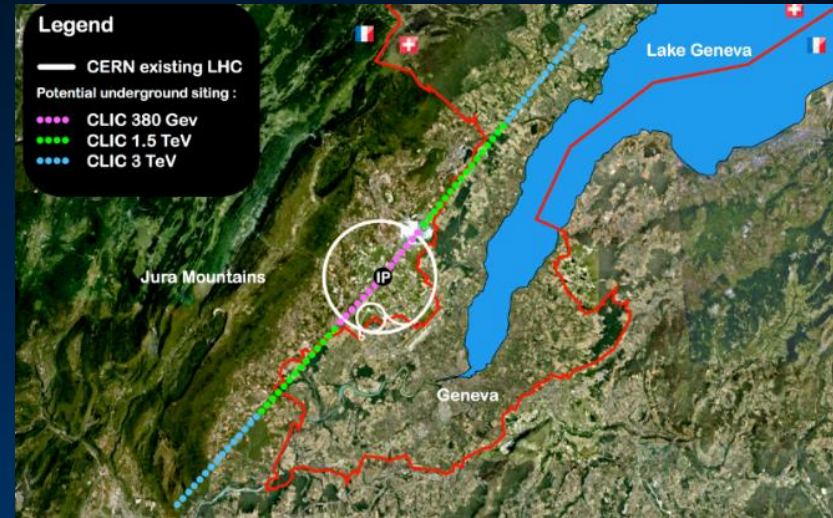 Legend
CERN existing LHC
Potential underground siting :
CLIC 380 Gev
CLIC 1.5 TeV
CLIC 3 TeV
Lake Geneva
Jura Mountains
IP
Geneva